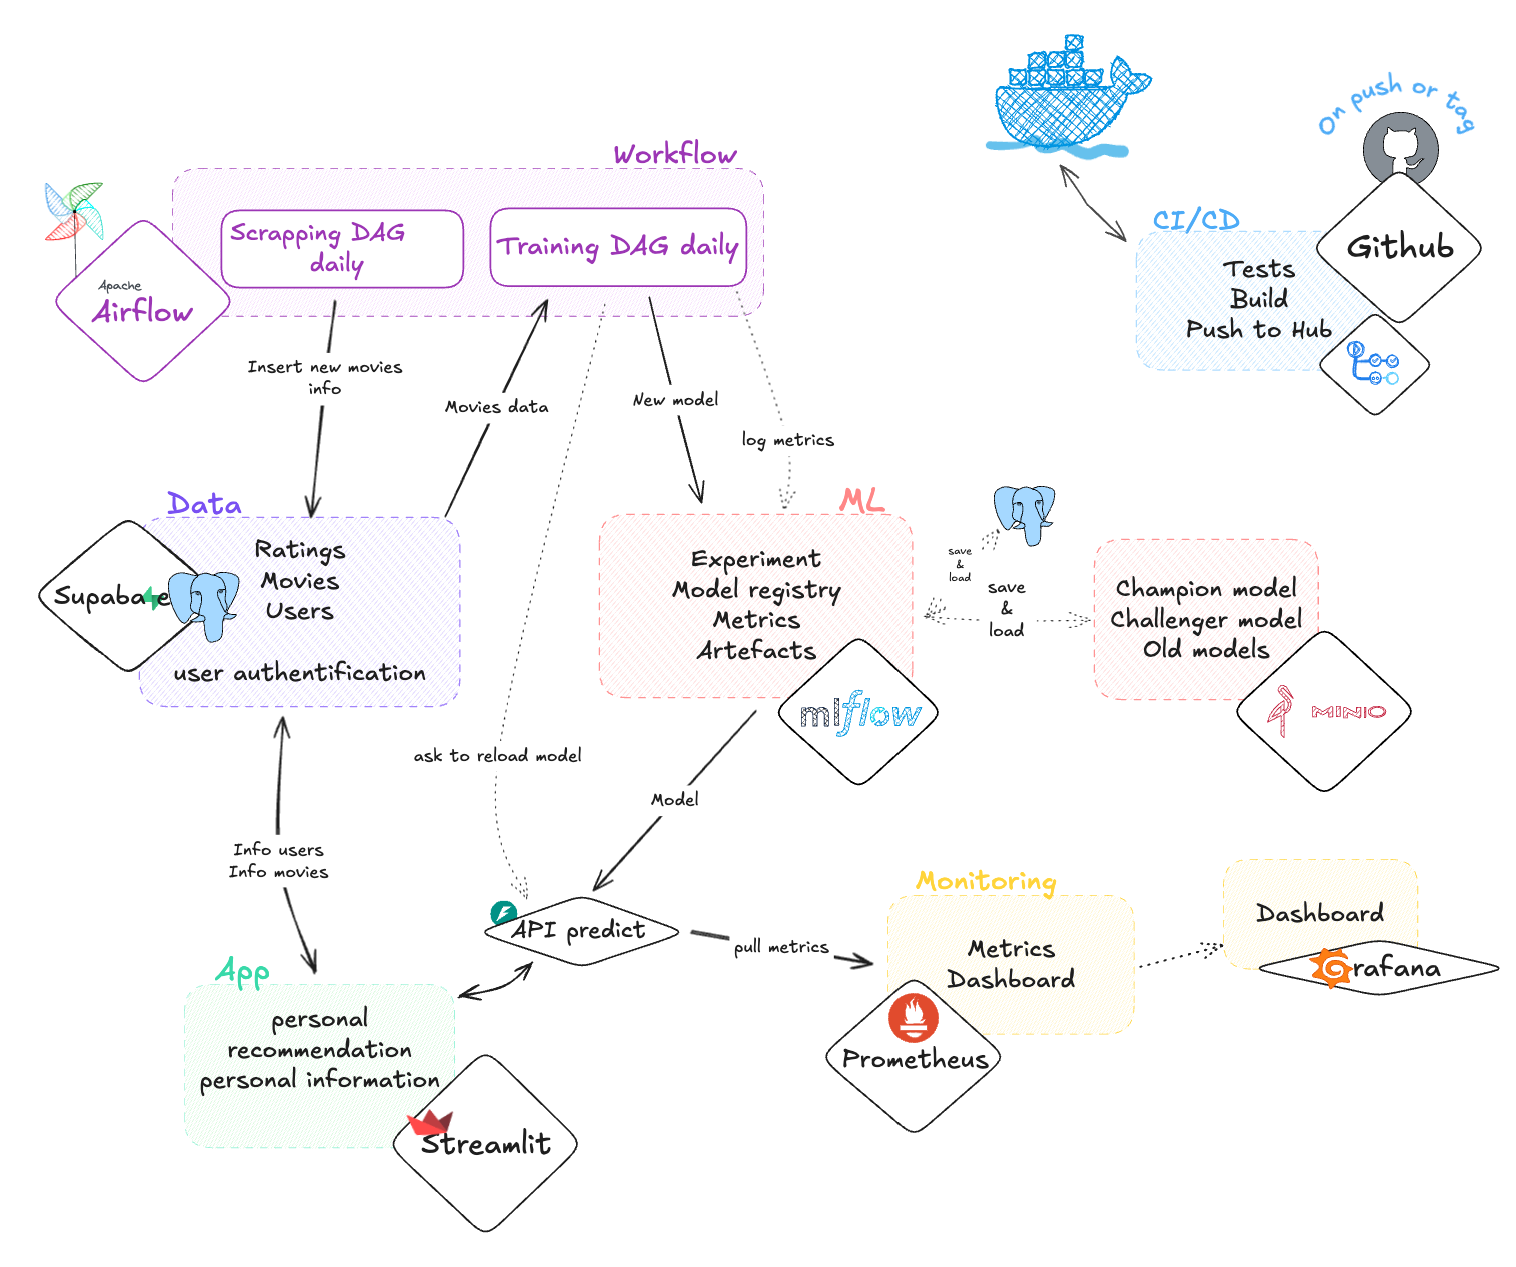 On push or tag
Workflow
Scrapping DAG
daily
Training DAG daily
Apache
Airflow
CI/CD
Github
Tests
Build
Push to Hub
Insert new movies
info
Movies data
New model
log metrics
Data
Ratings
Movies
Users
user authentification
Supabase
ML
Experiment
Model registry
Metrics
Artefacts
mlflow
save
&
load
save
&
load
Champion model
Challenger model
Old models
MINIO
ask to reload model
Model
Info users
Info movies
API predict
pull metrics
Monitoring
Metrics
Dashboard
Prometheus
Dashboard
Grafana
App
personal
recommendation
personal information
Streamlit